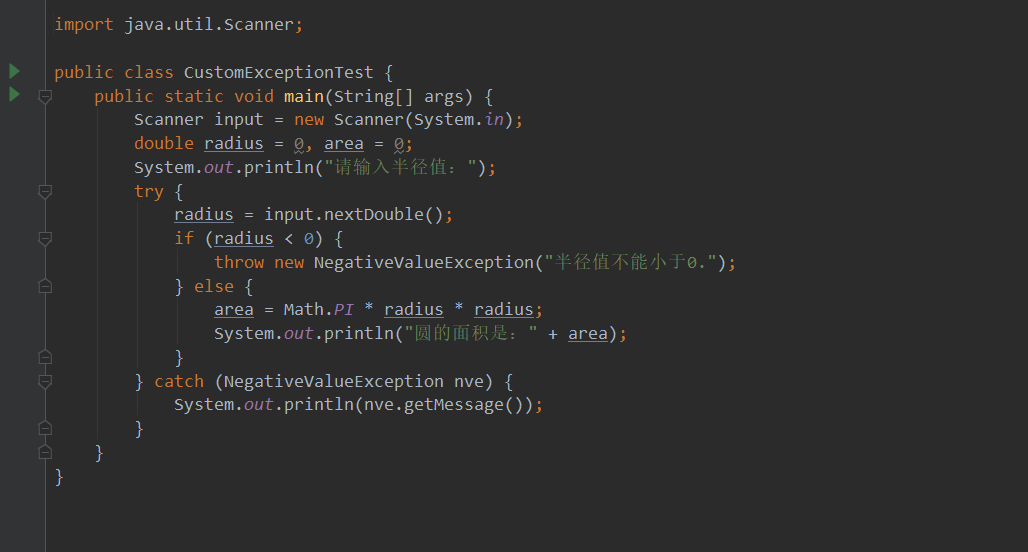 import java.util.Scanner;
public class CustomExceptionTest {
public static void main(String[] args) {
Scanner input = new Scanner(System.in);
double radius = 0, area = 0;
System.out.println("请输入半径值：");
try {
radius = input.nextDouble();
if (radius < 0) {
throw new NegativeValueException("半径值不能小于0.");
} else {
area = Math.PI * radius * radius;
System.out.println("圆的面积是：" + area);
}
} catch (NegativeValueException nve) {
System.out.println(nve.getMessage());
}
}
}